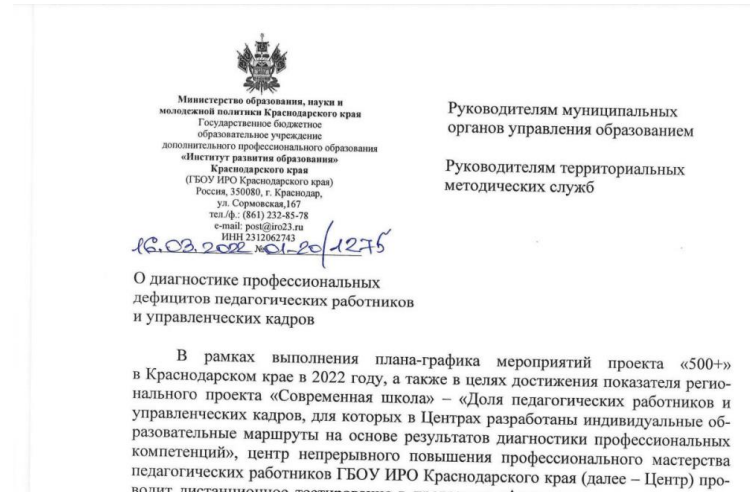 Министерство образования, науки и
молодежной политики Краснодарского края
Государственное бюджетное
образовательное учреждение
дополнительного профессионального образования
«Институт развития образования»
Краснодарского края
(ГБОУ ИРО Краснодарского края)
Россия, 350080, г. Краснодар,
ул. Сормовская,167
тел./ф.: (861) 232-85-78
e-mail: post@iro23.ru
ИНН 2312062743
16.03.2022 № 01-20/1275
Руководителям муниципальных
органов управления образованием
Руководителям территориальных
методических служб
О диагностике профессиональных
дефицитов педагогических работников
и управленческих кадров
В рамках выполнения плана-графика мероприятий проекта «500+»
в Краснодарском крае в 2022 году, а также в целях достижения показателя регио-
нального проекта «Современная школа» – «Доля педагогических работников и
управленческих кадров, для которых в Центрах разработаны индивидуальные об-
разовательные маршруты на основе результатов диагностики профессиональных
компетенций», центр непрерывного повышения профессионального мастерства
педагогических работников ГБОУ ИРО Краснодарского края (далее – Центр) про-
водит дистанционное тестирование